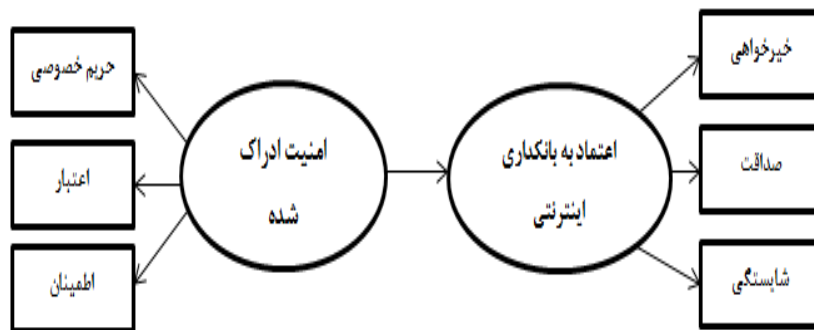 خیرخواهی
صداقت
شایستگی
اعتماد به بانکداری
اینترنتی
امنیت ادراک
شده
حریم خصوصی
اعتبار
اطمینان